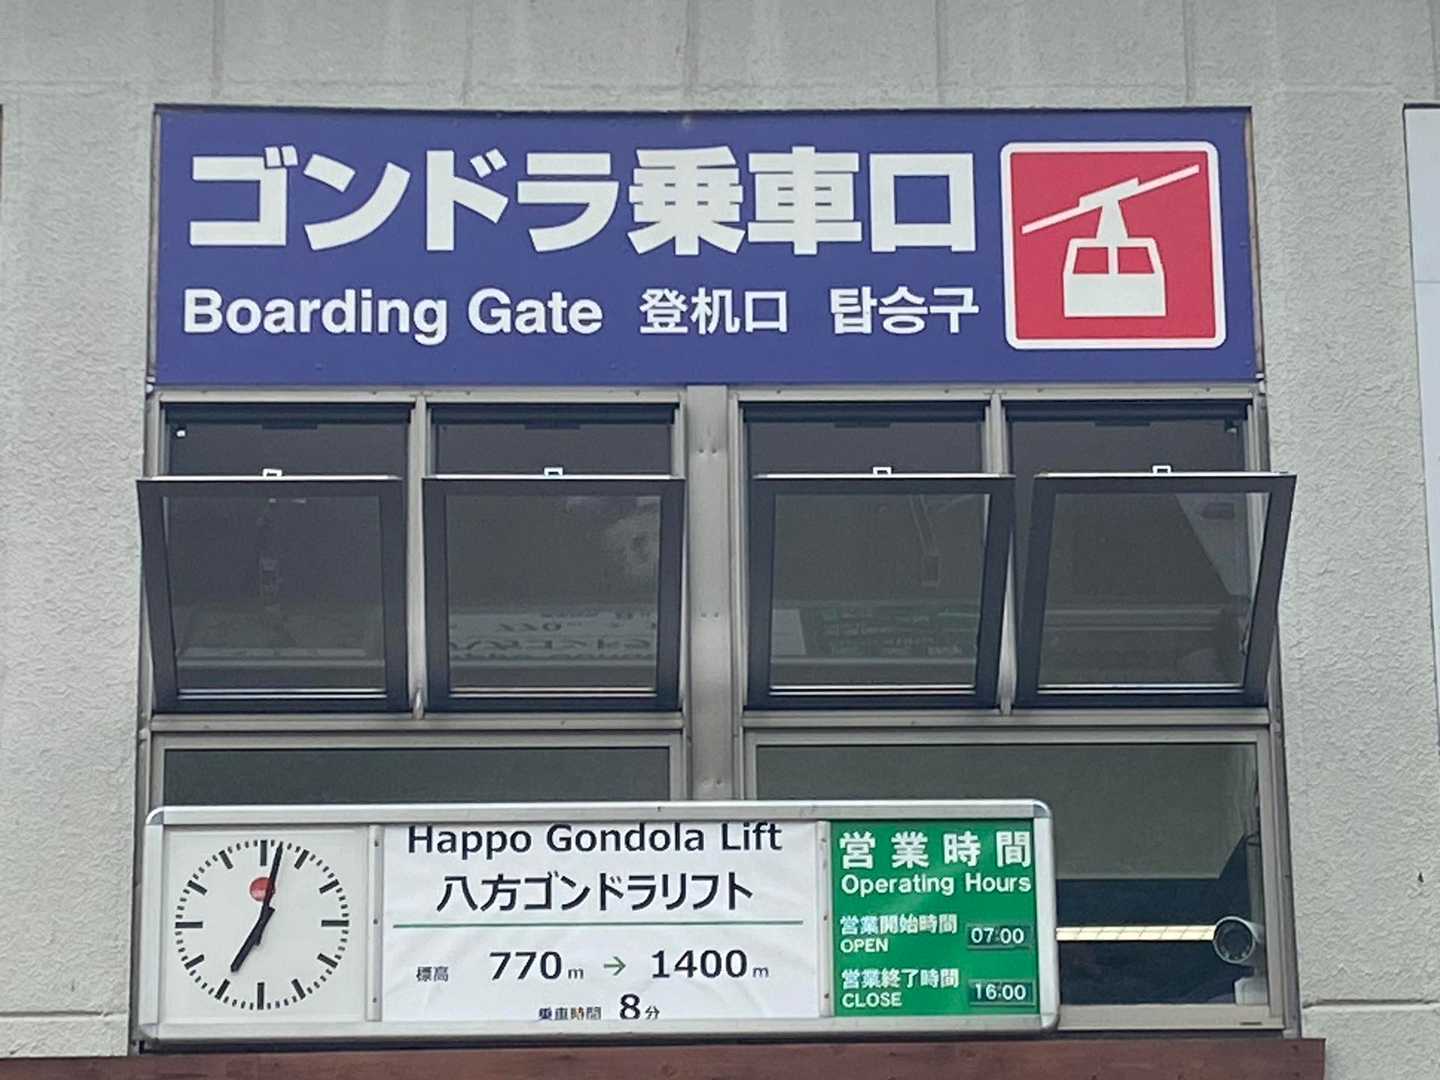 ゴンドラ乗車口
Boarding Gate 登机口 탑승구
Happo Gondola Lift
八方ゴンドラリフト
標高 770m → 1400m
乗車時間 8分
営業時間
Operating Hours
営業開始時間
OPEN 07:00
営業終了時間
CLOSE 16:00